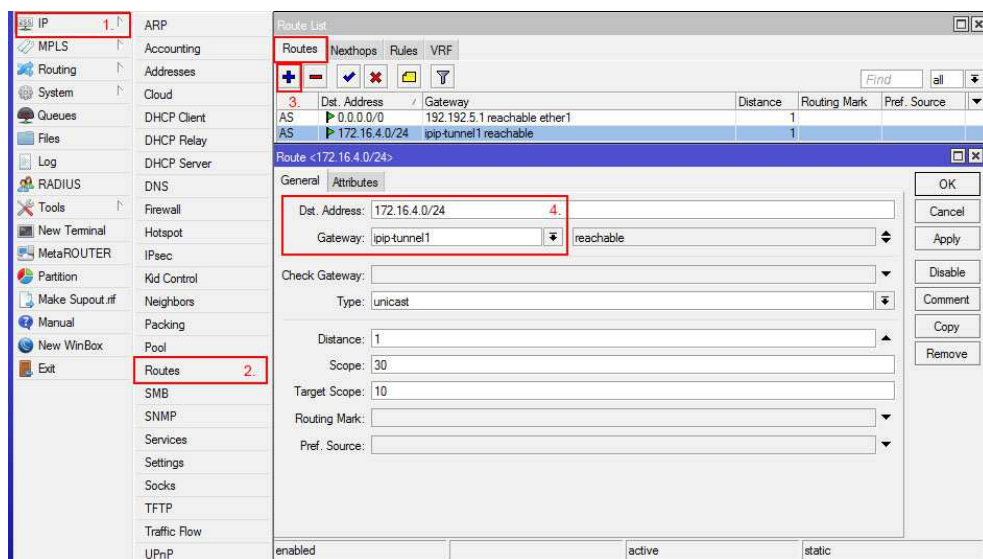 IP 1.
MPLS
Routing
System
Queues
Files
Log
RADIUS
Tools
New Terminal
MetaROUTER
Partition
Make Supout.rif
Manual
New WinBox
Exit
ARP
Accounting
Addresses
Cloud
DHCP Client
DHCP Relay
DHCP Server
DNS
Firewall
Hotspot
IPsec
Kid Control
Neighbors
Packing
Pool
Routes 2.
SMB
SNMP
Services
Settings
Socks
TFTP
Traffic Flow
UPnP
Route List
Routes Nexthops Rules VRF
Find all
3. Dst. Address / Gateway Distance Routing Mark Pref. Source
AS 0.0.0.0/0 192.192.5.1 reachable ether1 1
AS 172.16.4.0/24 ipip-tunnel1 reachable 1
Route <172.16.4.0/24>
General Attributes
Dst. Address: 172.16.4.0/24 4.
Gateway: ipip-tunnel1 reachable
Check Gateway:
Type: unicast
Distance: 1
Scope: 30
Target Scope: 10
Routing Mark:
Pref. Source:
OK
Cancel
Apply
Disable
Comment
Copy
Remove
enabled active static